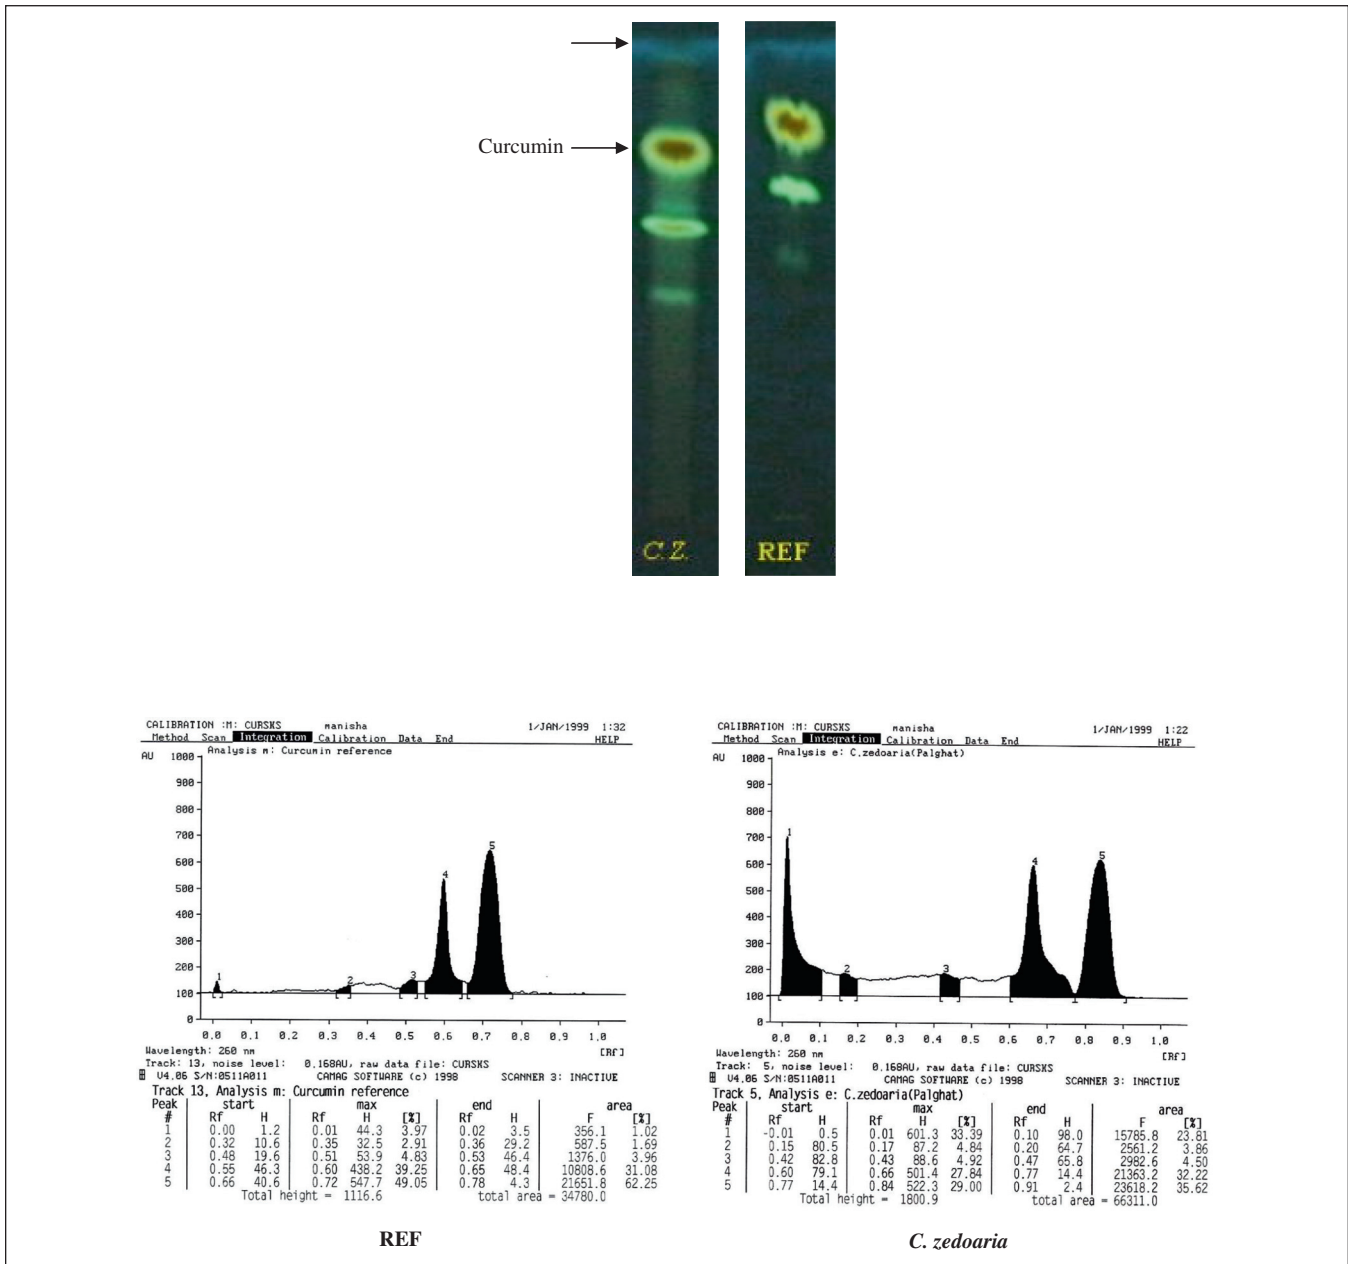 Curcumin
C.Z.
REF
CALIBRATION :M: CURSKS manisha 1/JAN/1999 1:32
Method Scan Integration Calibration Data End HELP
Analysis m: Curcumin reference
AU 1000
900
800
700
600
500
400
300
200
100
0
1 2 3 4 5
0.0 0.1 0.2 0.3 0.4 0.5 0.6 0.7 0.8 0.9 1.0
[Rf]
Wavelength: 260 nm
Track: 13, noise level: 0.168AU, raw data file: CURSKS
V4.06 S/N:0511A011 CAMAG SOFTWARE (c) 1998 SCANNER 3: INACTIVE
Track 13, Analysis m: Curcumin reference
Peak start max end area
# Rf H Rf H [%] Rf H F [%]
1 0.00 1.2 0.01 44.3 3.97 0.02 3.5 356.1 1.02
2 0.32 10.6 0.35 32.5 2.91 0.36 29.2 587.5 1.69
3 0.48 19.6 0.51 53.9 4.83 0.53 46.4 1376.0 3.96
4 0.55 46.3 0.60 438.2 39.25 0.65 48.4 10808.6 31.08
5 0.66 40.6 0.72 547.7 49.05 0.78 4.3 21651.8 62.25
Total height = 1116.6 total area = 34780.0
REF
CALIBRATION :M: CURSKS manisha 1/JAN/1999 1:22
Method Scan Integration Calibration Data End HELP
Analysis e: C.zedoaria(Palghat)
AU 1000
900
800
700
600
500
400
300
200
100
0
1 2 3 4 5
0.0 0.1 0.2 0.3 0.4 0.5 0.6 0.7 0.8 0.9 1.0
[Rf]
Wavelength: 260 nm
Track: 5, noise level: 0.168AU, raw data file: CURSKS
V4.06 S/N:0511A011 CAMAG SOFTWARE (c) 1998 SCANNER 3: INACTIVE
Track 5, Analysis e: C.zedoaria(Palghat)
Peak start max end area
# Rf H Rf H [%] Rf H F [%]
1 -0.01 0.5 0.01 601.3 33.39 0.10 98.0 15785.8 23.81
2 0.15 80.5 0.17 87.2 4.84 0.20 64.7 2561.2 3.86
3 0.42 82.8 0.43 88.6 4.92 0.47 65.8 2982.6 4.50
4 0.60 79.1 0.66 501.4 27.84 0.77 14.4 21363.2 32.22
5 0.77 14.4 0.84 522.3 29.00 0.91 2.4 23618.2 35.62
Total height = 1800.9 total area = 66311.0
C. zedoaria